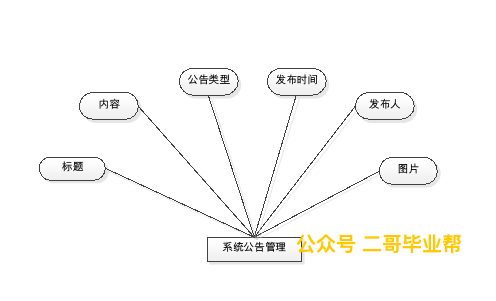 公告类型
发布时间
内容
发布人
标题
图片
系统公告管理
公众号 二哥毕业帮